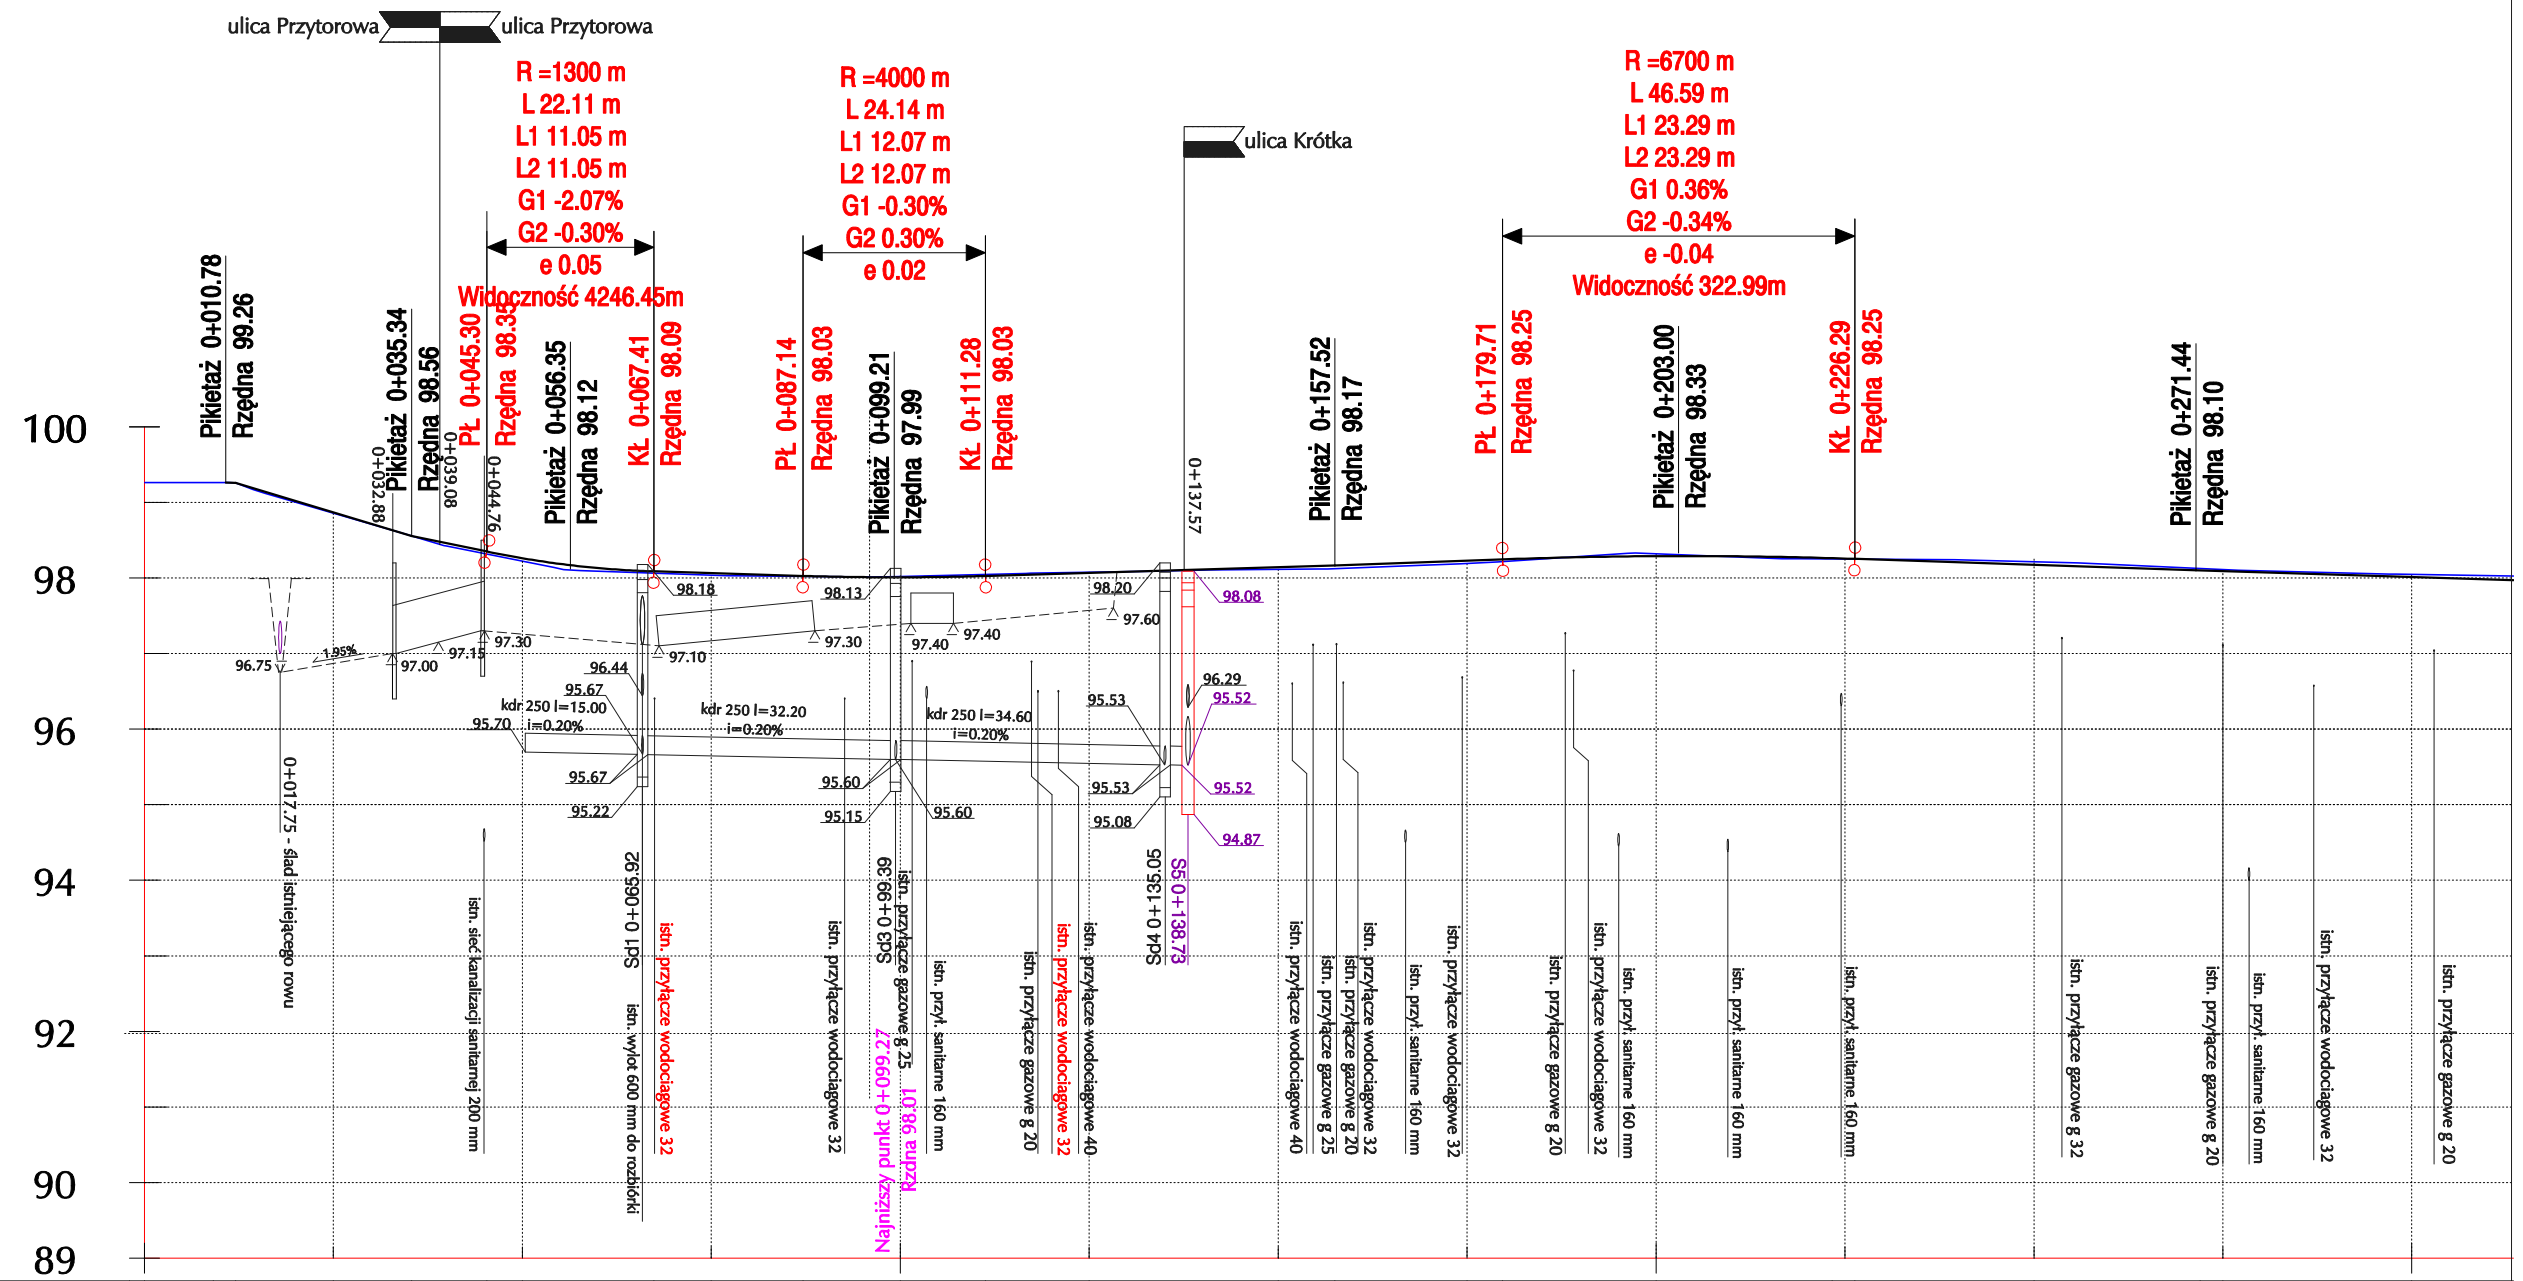 ulica Przytorowa
ulica Przytorowa
R =1300 m
L 22.11 m
L1 11.05 m
L2 11.05 m
G1 -2.07%
G2 -0.30%
e 0.05
Widoczność 4246.45m
R =4000 m
L 24.14 m
L1 12.07 m
L2 12.07 m
G1 -0.30%
G2 0.30%
e 0.02
ulica Krótka
R =6700 m
L 46.59 m
L1 23.29 m
L2 23.29 m
G1 0.36%
G2 -0.34%
e -0.04
Widoczność 322.99m
Pikietaż 0+010.78
Rzędna 99.26
0+032.88
Pikietaż 0+035.34
Rzędna 98.56
0+039.08
PŁ 0+045.30
Rzędna 98.35
0+044.76
Pikietaż 0+056.35
Rzędna 98.12
KŁ 0+067.41
Rzędna 98.09
PŁ 0+087.14
Rzędna 98.03
Pikietaż 0+099.21
Rzędna 97.99
KŁ 0+111.28
Rzędna 98.03
0+137.57
Pikietaż 0+157.52
Rzędna 98.17
PŁ 0+179.71
Rzędna 98.25
Pikietaż 0+203.00
Rzędna 98.33
KŁ 0+226.29
Rzędna 98.25
Pikietaż 0+271.44
Rzędna 98.10
100
98
96
94
92
90
89
96.75
1.95%
97.00
97.15
97.30
98.18
97.10
97.30
98.13
97.40
97.40
97.60
98.20
98.08
96.44
95.67
kdr 250 l=15.00
i=0.20%
95.70
95.67
95.22
kdr 250 l=32.20
i=0.20%
95.60
95.15
95.60
kdr 250 l=34.60
i=0.20%
95.53
95.53
95.08
96.29
95.52
95.52
94.87
0+017.75 - ślad istniejącego rowu
istn. sieć kanalizacji sanitarnej 200 mm
Sd1 0+065.92
istn. wylot 600 mm do rozbiórki
istn. przyłącze wodociagowe 32
istn. przyłącze wodociagowe 32
Sd3 0+99.39
istn. przyłącze gazowe g 25
Najniższy punkt 0+099.27
Rzdna 98.01
istn. przył. sanitarne 160 mm
istn. przyłącze gazowe g 20
istn. przyłącze wodociagowe 32
istn. przyłącze wodociagowe 40
Sd4 0+135.05
S5 0+138.73
istn. przyłącze wodociagowe 40
istn. przyłącze gazowe g 25
istn. przyłącze gazowe g 20
istn. przyłącze wodociagowe 32
istn. przył. sanitarne 160 mm
istn. przyłącze wodociagowe 32
istn. przyłącze gazowe g 20
istn. przyłącze wodociagowe 32
istn. przył. sanitarne 160 mm
istn. przył. sanitarne 160 mm
istn. przył. sanitarne 160 mm
istn. przyłącze gazowe g 32
istn. przyłącze gazowe g 20
istn. przył. sanitarne 160 mm
istn. przyłącze wodociagowe 32
istn. przyłącze gazowe g 20